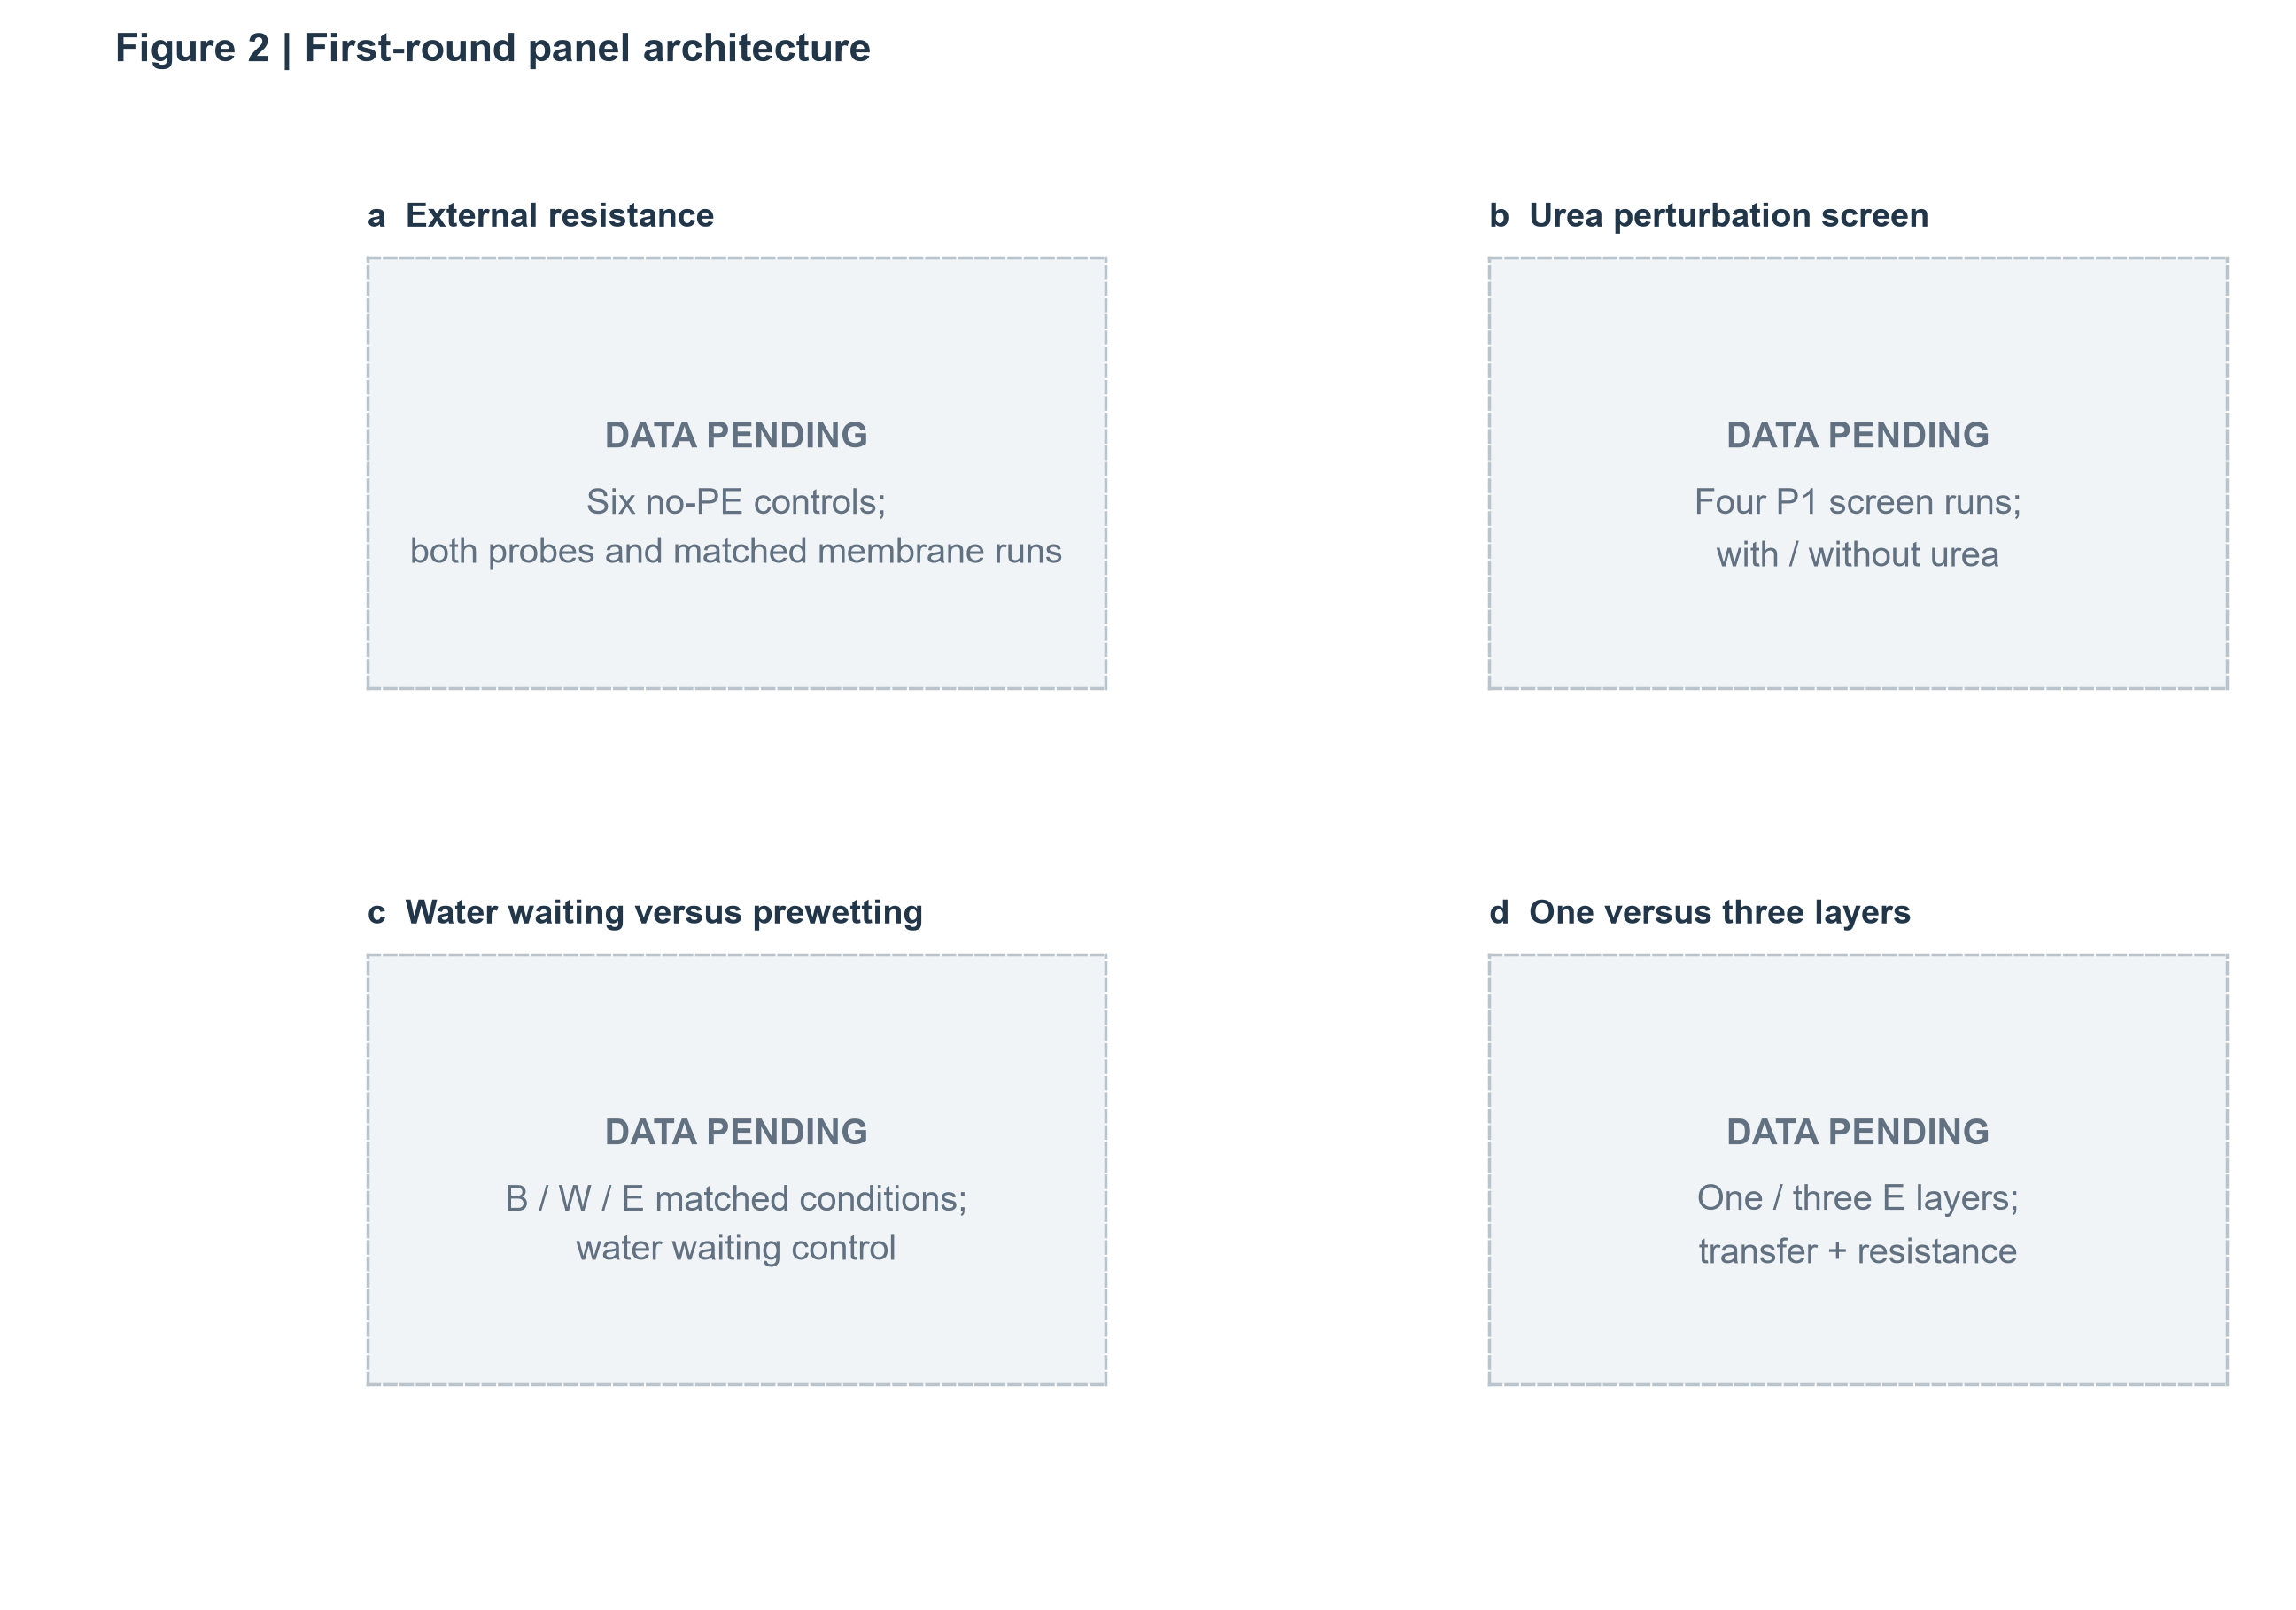 Figure 2 | First-round panel architecture
a External resistance
DATA PENDING
Six no-PE controls;
both probes and matched membrane runs
b Urea perturbation screen
DATA PENDING
Four P1 screen runs;
with / without urea
c Water waiting versus prewetting
DATA PENDING
B / W / E matched conditions;
water waiting control
d One versus three layers
DATA PENDING
One / three E layers;
transfer + resistance